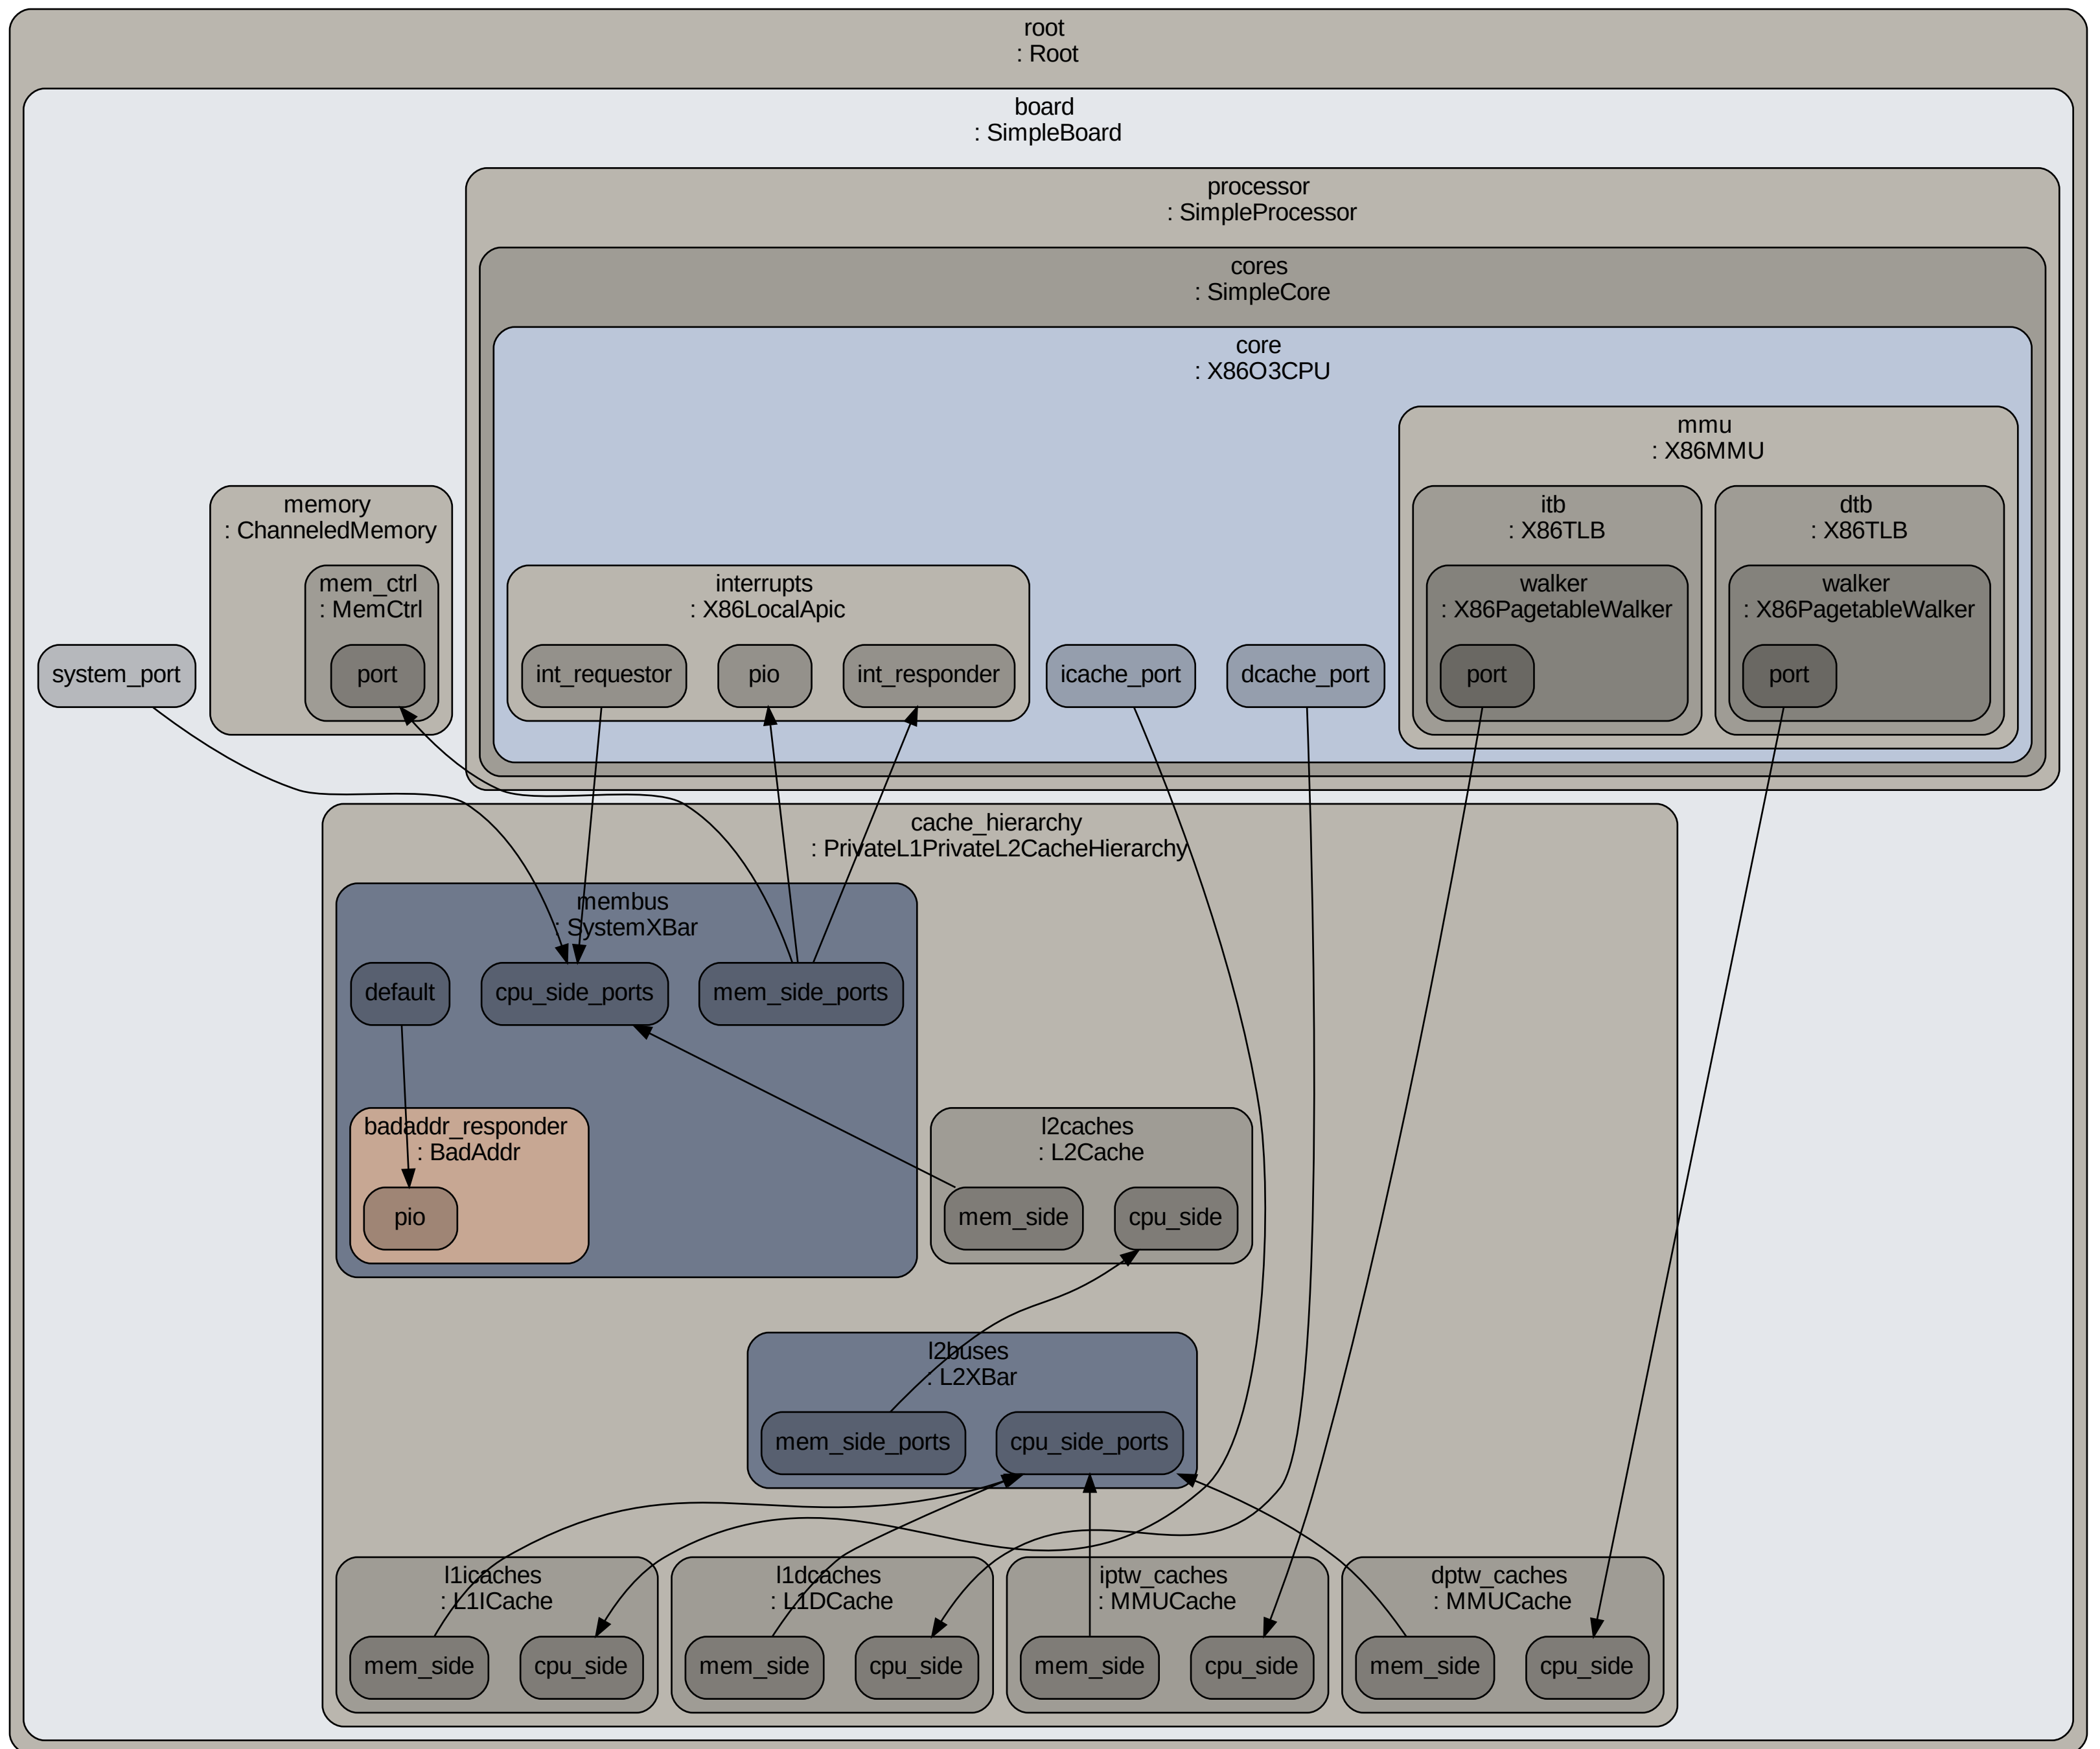 root
: Root
board
: SimpleBoard
processor
: SimpleProcessor
cores
: SimpleCore
core
: X86O3CPU
mmu
: X86MMU
memory
: ChanneledMemory
itb
: X86TLB
dtb
: X86TLB
mem_ctrl
: MemCtrl
interrupts
: X86LocalApic
walker
: X86PagetableWalker
walker
: X86PagetableWalker
system_port
port
int_requestor
pio
int_responder
icache_port
dcache_port
port
port
cache_hierarchy
: PrivateL1PrivateL2CacheHierarchy
membus
: SystemXBar
default
cpu_side_ports
mem_side_ports
badaddr_responder
: BadAddr
pio
l2caches
: L2Cache
mem_side
cpu_side
l2buses
: L2XBar
mem_side_ports
cpu_side_ports
l1icaches
: L1ICache
mem_side
cpu_side
l1dcaches
: L1DCache
mem_side
cpu_side
iptw_caches
: MMUCache
mem_side
cpu_side
dptw_caches
: MMUCache
mem_side
cpu_side